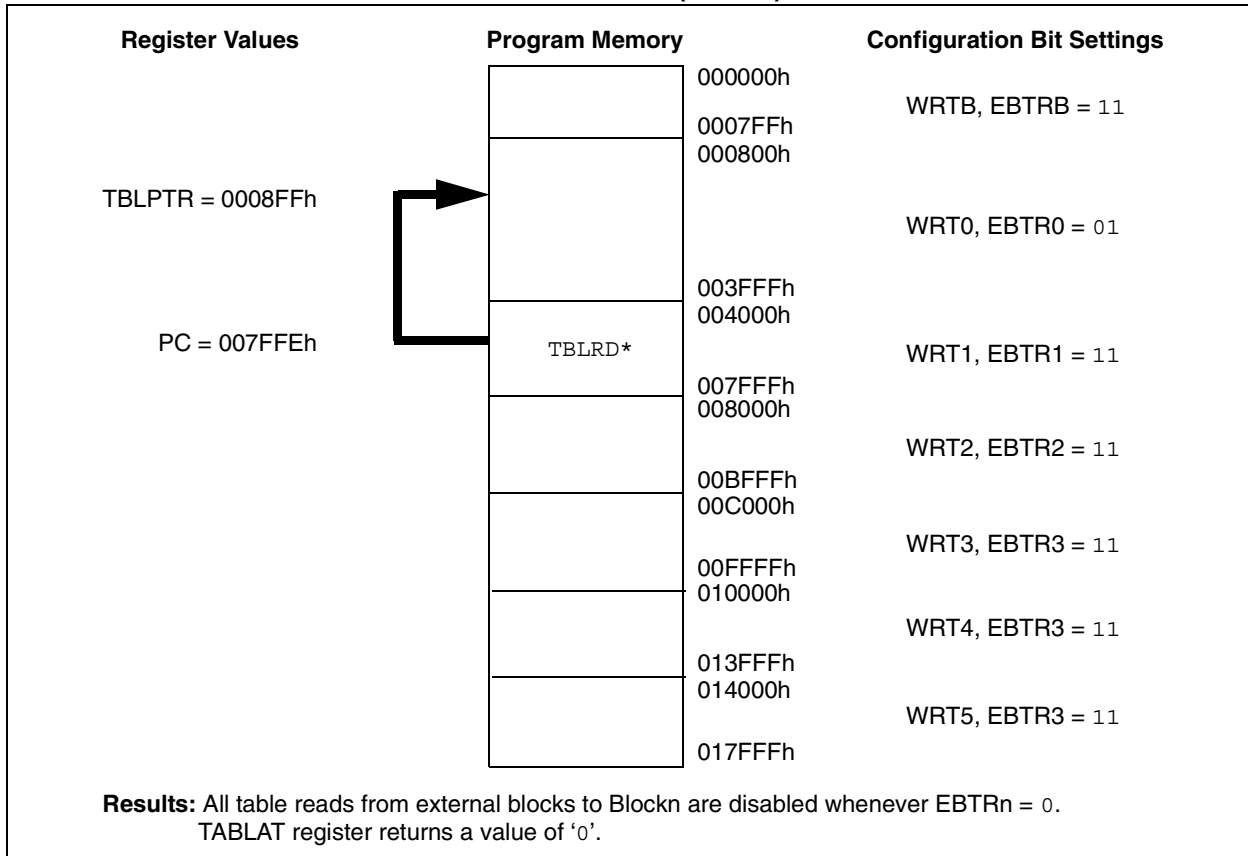 Register Values Program Memory Configuration Bit Settings
000000h
WRTB, EBTRB = 11
0007FFh
000800h
TBLPTR = 0008FFh
WRT0, EBTR0 = 01
003FFFh
004000h
PC = 007FFEh
TBLRD*
WRT1, EBTR1 = 11
007FFFh
008000h
WRT2, EBTR2 = 11
00BFFFh
00C000h
WRT3, EBTR3 = 11
00FFFFh
010000h
WRT4, EBTR3 = 11
013FFFh
014000h
WRT5, EBTR3 = 11
017FFFh
Results: All table reads from external blocks to Blockn are disabled whenever EBTRn = 0.
TABLAT register returns a value of ‘0’.